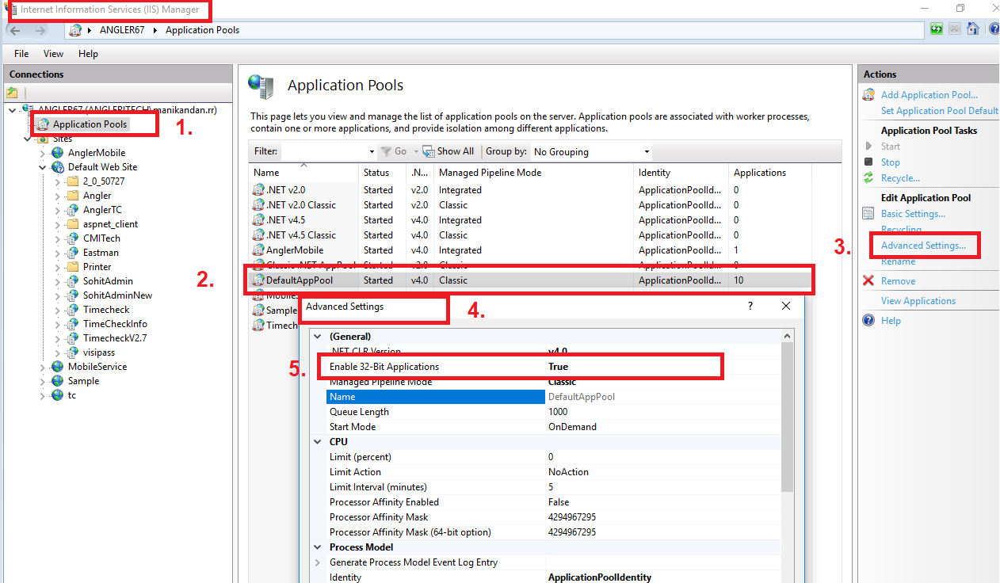 Internet Information Services (IIS) Manager
ANGLER67 Application Pools
File View Help
Connections
ANGLER67 (ANGLERITECH\manikandan.rr)
Application Pools
1.
Sites
AnglerMobile
Default Web Site
2_0_50727
Angler
AnglerTC
aspnet_client
CMITech
Eastman
Printer
SohitAdmin
SohitAdminNew
Timecheck
TimeCheckInfo
TimecheckV2.7
visipass
MobileService
Sample
tc
Application Pools
This page lets you view and manage the list of application pools on the server. Application pools are associated with worker processes,
contain one or more applications, and provide isolation among different applications.
Filter: Go Show All Group by: No Grouping
Name Status .N... Managed Pipeline Mode Identity Applications
.NET v2.0 Started v2.0 Integrated ApplicationPoolId... 0
.NET v2.0 Classic Started v2.0 Classic ApplicationPoolId... 0
.NET v4.5 Started v4.0 Integrated ApplicationPoolId... 0
.NET v4.5 Classic Started v4.0 Classic ApplicationPoolId... 0
AnglerMobile Started v4.0 Integrated ApplicationPoolId... 1
Classic .NET AppPool Started v2.0 Classic ApplicationPoolId... 0
2.
DefaultAppPool Started v4.0 Classic ApplicationPoolId... 10
Sample
Timech
Advanced Settings ?
4.
(General)
.NET CLR Version v4.0
5.
Enable 32-Bit Applications True
Managed Pipeline Mode Classic
Name DefaultAppPool
Queue Length 1000
Start Mode OnDemand
CPU
Limit (percent) 0
Limit Action NoAction
Limit Interval (minutes) 5
Processor Affinity Enabled False
Processor Affinity Mask 4294967295
Processor Affinity Mask (64-bit option) 4294967295
Process Model
Generate Process Model Event Log Entry
Identity ApplicationPoolIdentity
Actions
Add Application Pool...
Set Application Pool Default
Application Pool Tasks
Start
Stop
Recycle...
Edit Application Pool
Basic Settings...
Recycling
3.
Advanced Settings...
Rename
Remove
View Applications
Help